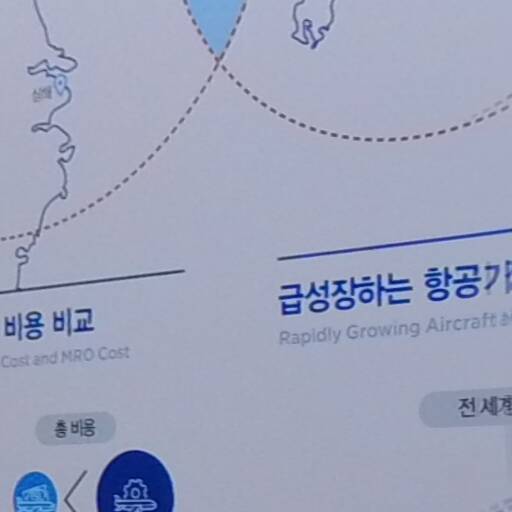 비용 비교
Cost and MRO Cost
총 비용
급성장하는 항공기
Rapidly Growing Aircraft a
전 세계